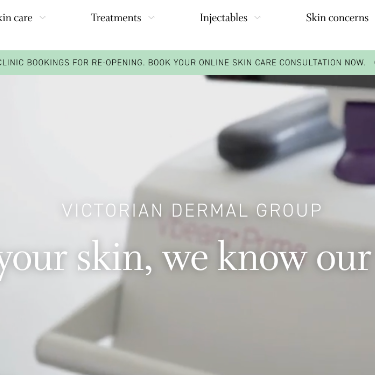 kin care Treatments Injectables Skin concerns
CLINIC BOOKINGS FOR RE-OPENING. BOOK YOUR ONLINE SKIN CARE CONSULTATION NOW.
VICTORIAN DERMAL GROUP
your skin, we know our